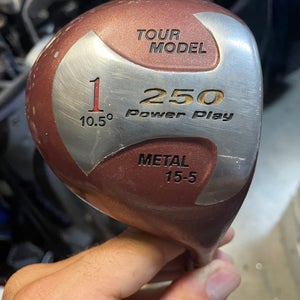 TOUR
MODEL
1
10.5°
250
Power Play
METAL
15-5